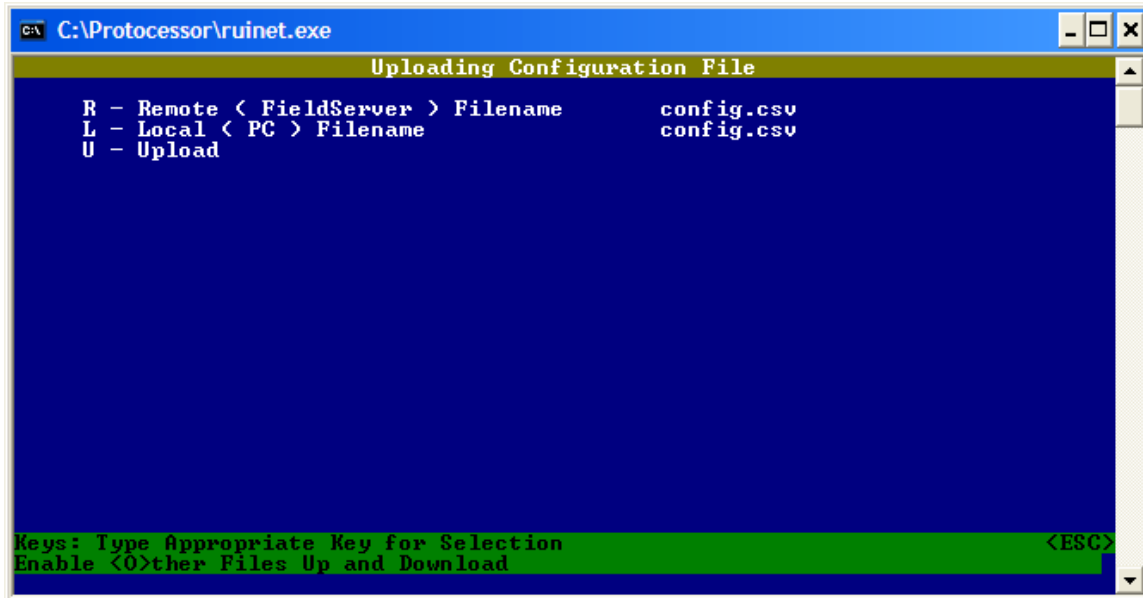 C:\Protocessor\ruinet.exe
Uploading Configuration File
R - Remote ( FieldServer ) Filename config.csv
L - Local ( PC ) Filename config.csv
U - Upload
Keys: Type Appropriate Key for Selection <ESC>
Enable <O>ther Files Up and Download